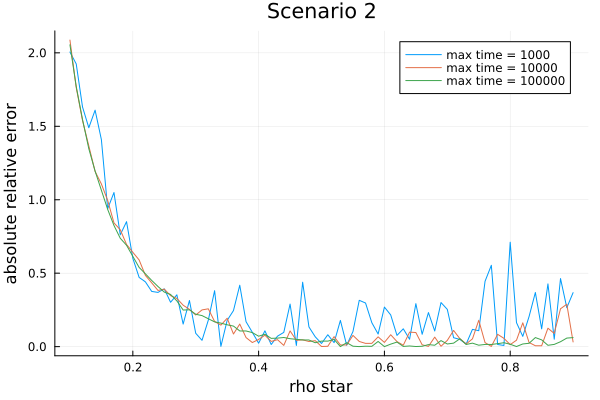 Scenario 2
max time = 1000
max time = 10000
max time = 100000
absolute relative error
2.0
1.5
1.0
0.5
0.0
0.2
0.4
0.6
0.8
rho star